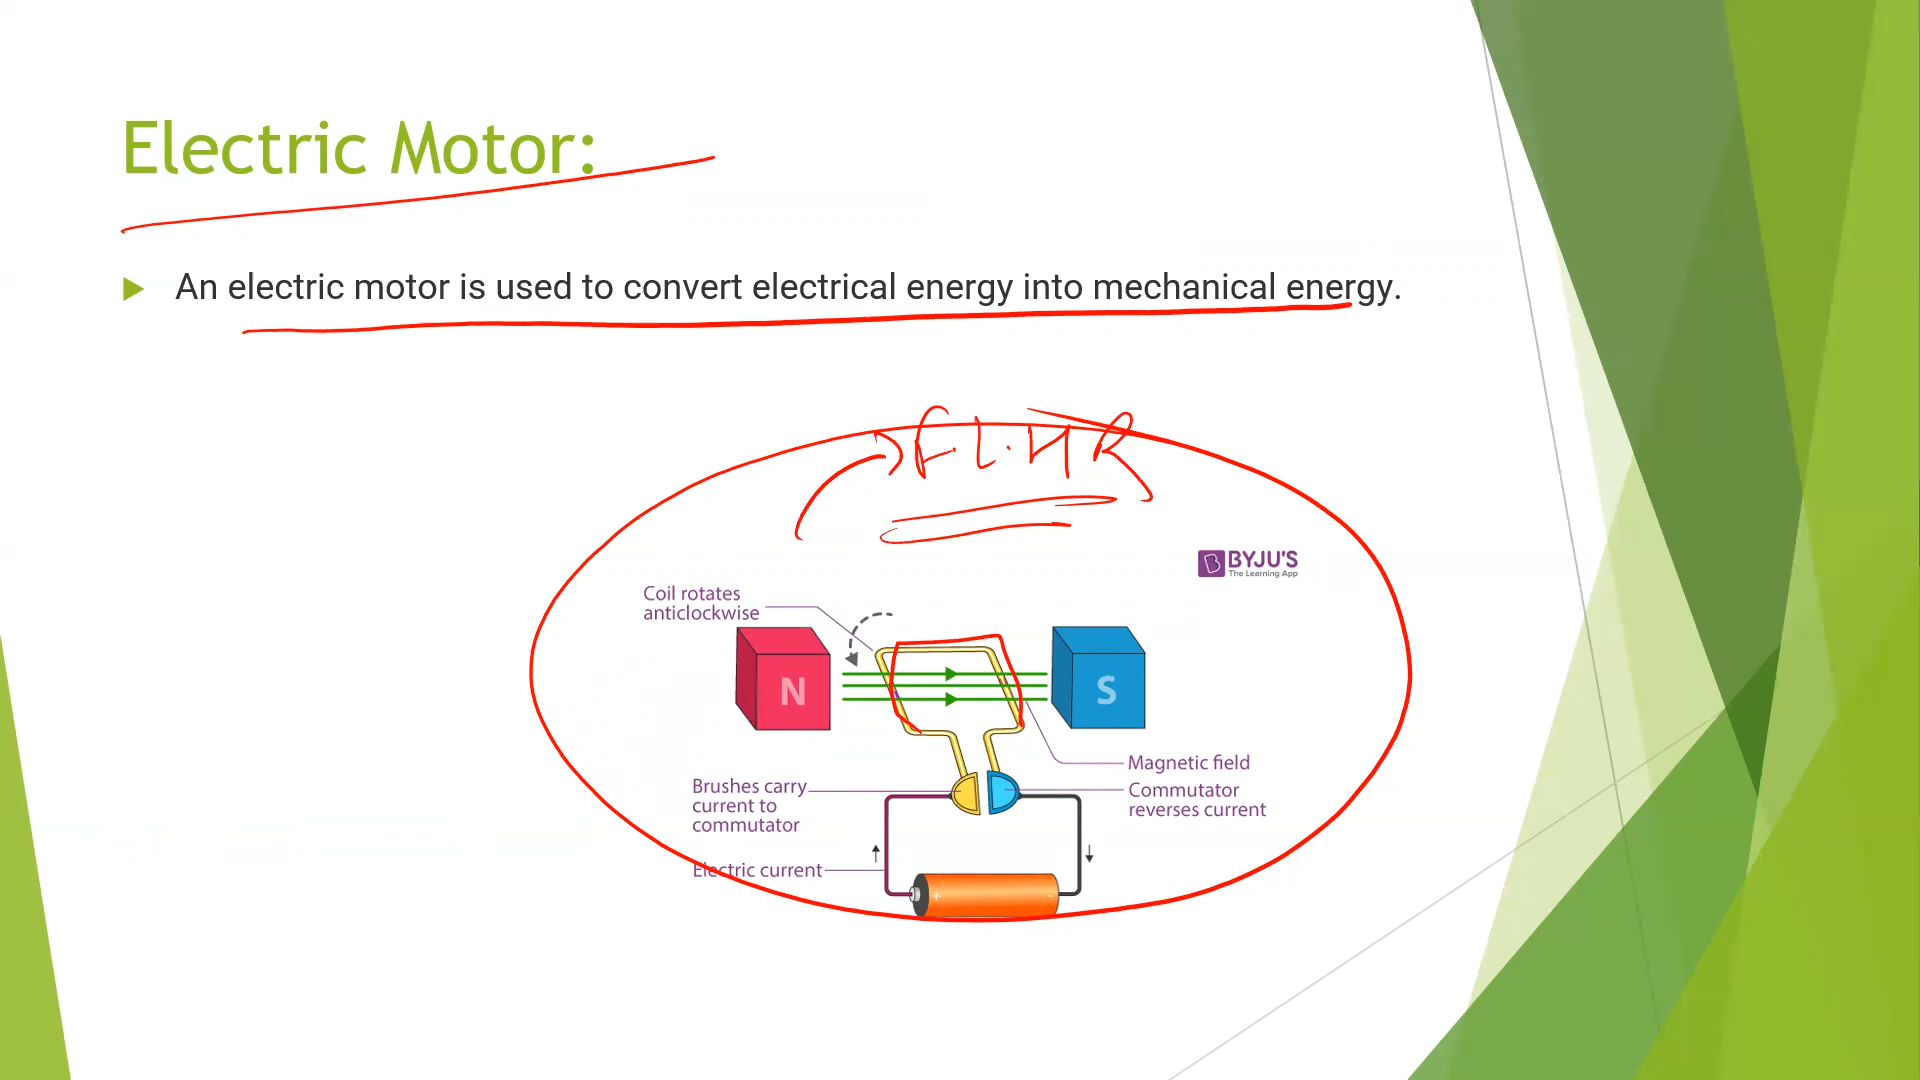 Electric Motor:
An electric motor is used to convert electrical energy into mechanical energy.
F.L.H R
BYJU'S
The Learning App
Coil rotates
anticlockwise
N
S
Magnetic field
Brushes carry
current to
commutator
Commutator
reverses current
Electric current
+